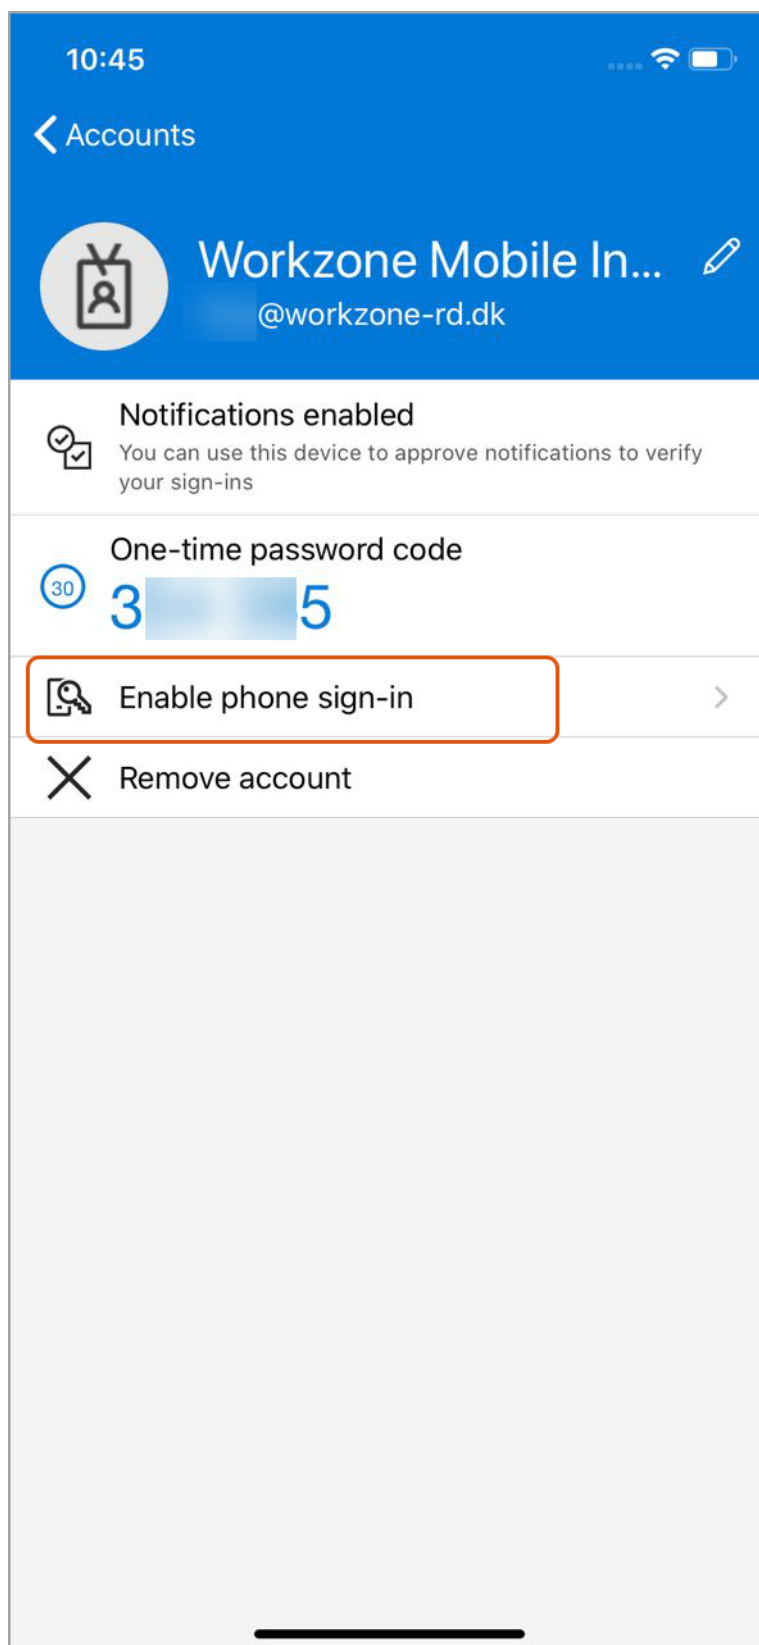 10:45
Accounts
Workzone Mobile In...
@workzone-rd.dk
Notifications enabled
You can use this device to approve notifications to verify
your sign-ins
One-time password code
30
3 5
Enable phone sign-in
Remove account